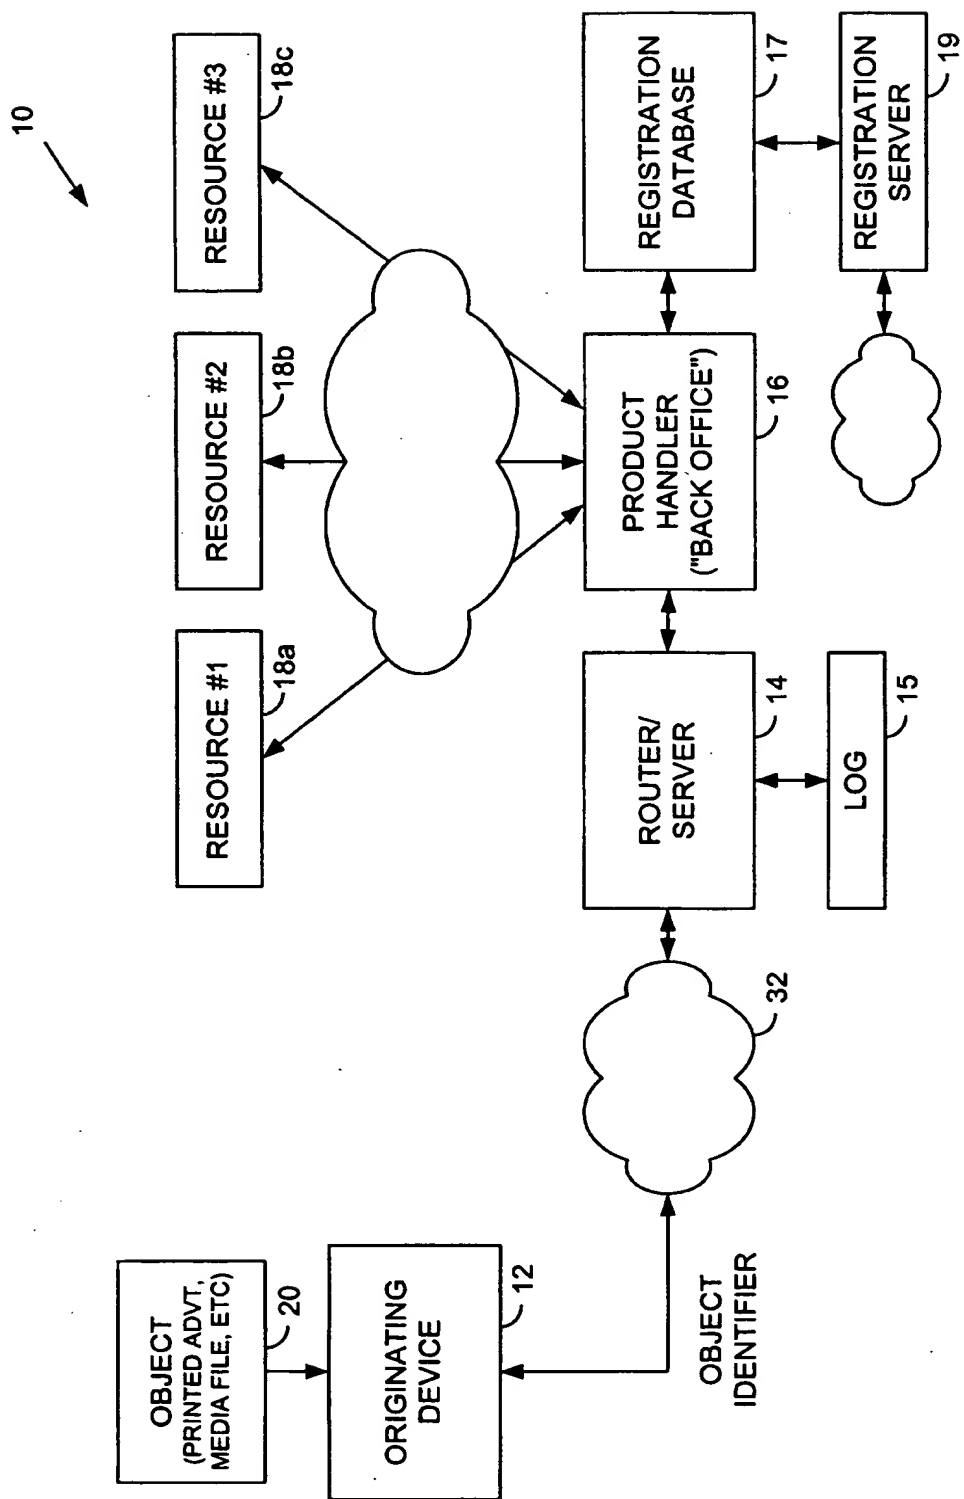 10
RESOURCE #1
18a
RESOURCE #2
18b
RESOURCE #3
18c
OBJECT
(PRINTED ADVT,
MEDIA FILE, ETC)
20
ORIGINATING
DEVICE
12
OBJECT
IDENTIFIER
32
ROUTER/
SERVER
14
LOG
15
PRODUCT
HANDLER
("BACK OFFICE")
16
REGISTRATION
DATABASE
17
REGISTRATION
SERVER
19